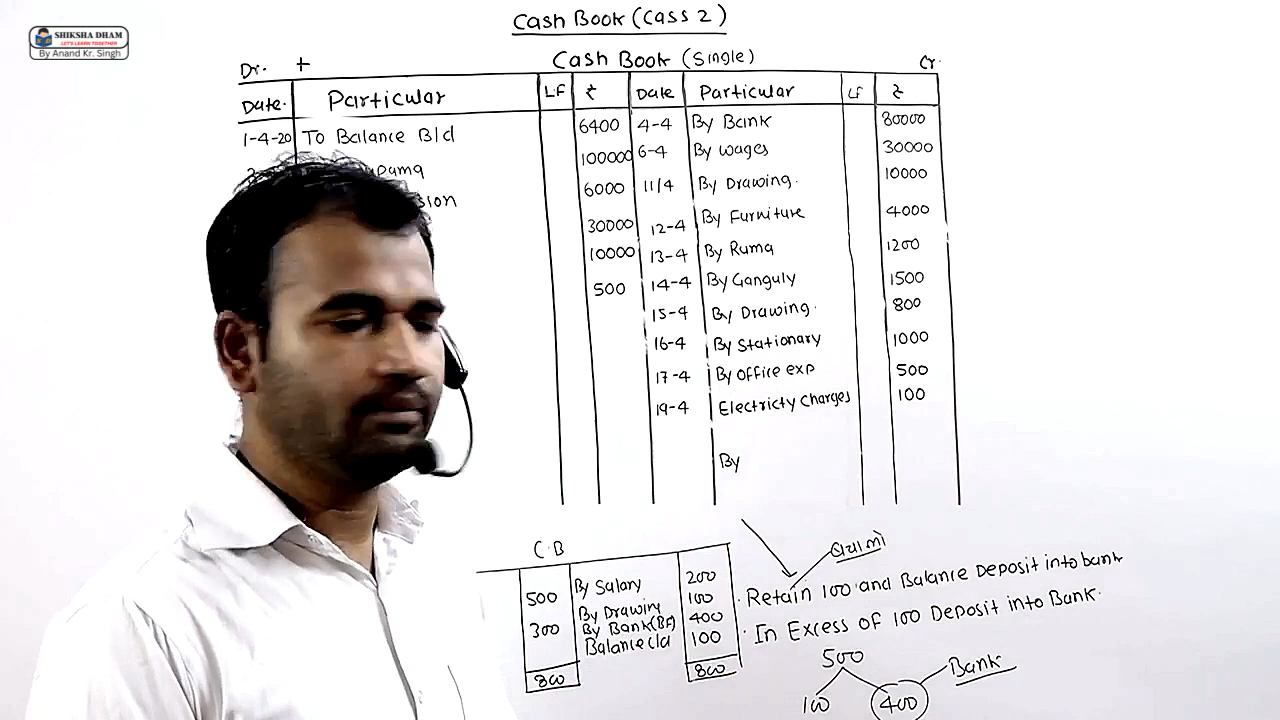 SHIKSHA DHAM
LET'S LEARN TOGETHER
By Anand Kr. Singh
Cash Book (Cass 2)
Dr. + Cash Book (Single) Cr.
Date. Particular LF ₹ Date Particular LF ₹
1-4-20 To Balance B/d 6400 4-4 By Bank 80000
100000 6-4 By wages 30000
6000 11/4 By Drawing. 10000
30000 12-4 By Furniture 4000
10000 13-4 By Ruma 1200
500 14-4 By Ganguly 1500
15-4 By Drawing. 800
16-4 By Stationary 1000
17-4 By office exp 500
19-4 Electricty Charges 100
By
C.B
500 By Salary 200
By Drawing 100
300 By Bank(BF) 400
Balance c/d 100
800 800
बचाओ
· Retain 100 and Balance Deposit into bank
· In Excess of 100 Deposit into Bank.
500
100 400 Bank